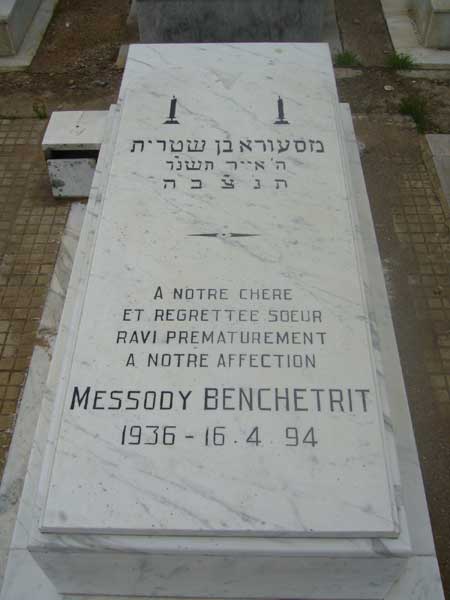 מסעורא בן שטרית
ה' אייר תשנ"ד
ת נ צ ב ה
A NOTRE CHERE
ET REGRETTEE SOEUR
RAVI PREMATUREMENT
A NOTRE AFFECTION
MESSODY BENCHETRIT
1936 - 16 . 4 . 94